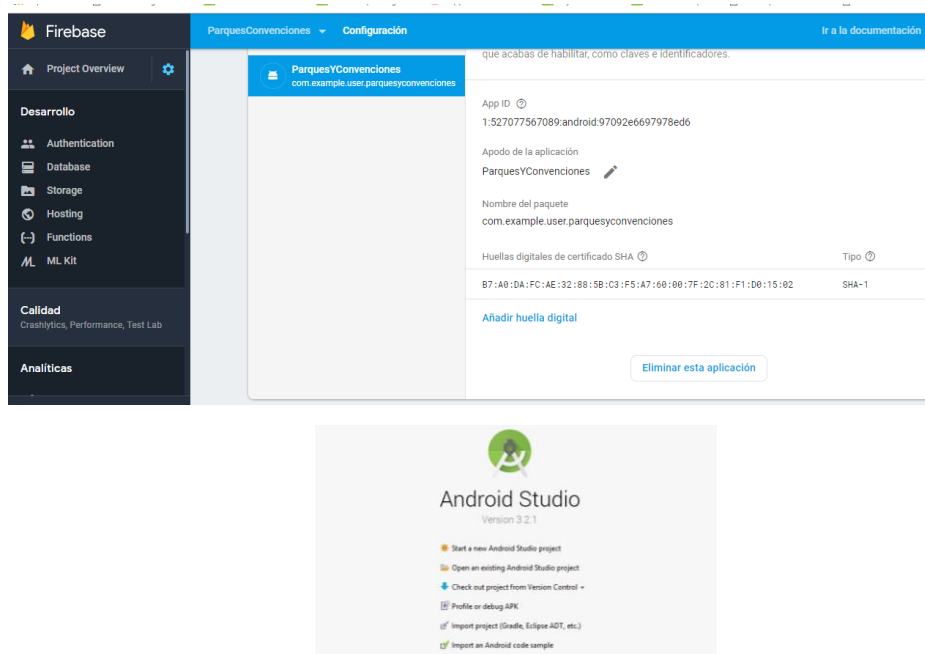 Firebase
ParquesConvenciones
Configuración
Ir a la documentación
Project Overview
Desarrollo
Authentication
Database
Storage
Hosting
Functions
ML Kit
Calidad
Crashlytics, Performance, Test Lab
Analíticas
ParquesYConvenciones
com.example.user.parquesyconvenciones
que acabas de habilitar, como claves e identificadores.
App ID
1:527077567089:android:97092e6697978ed6
Apodo de la aplicación
ParquesYConvenciones
Nombre del paquete
com.example.user.parquesyconvenciones
Huellas digitales de certificado SHA
Tipo
B7:A0:DA:FC:AE:32:88:5B:C3:F5:A7:60:00:7F:2C:81:F1:D0:15:02
SHA-1
Añadir huella digital
Eliminar esta aplicación
Android Studio
Version 3.2.1
Start a new Android Studio project
Open an existing Android Studio project
Check out project from Version Control
Profile or debug APK
Import project (Gradle, Eclipse ADT, etc.)
Import an Android code sample